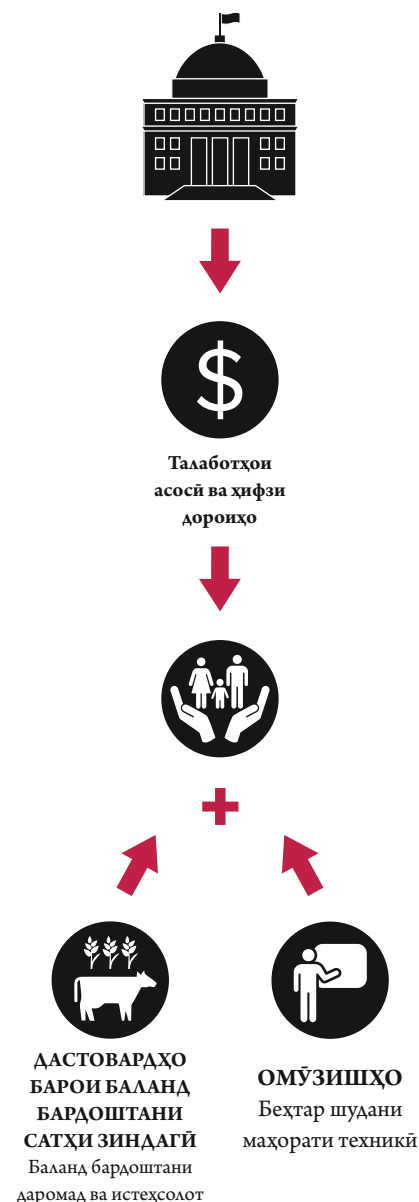 $
Талаботҳои
асосӣ ва ҳифзи
дороиҳо
ДАСТОВАРДҲО
БАРОИ БАЛАНД
БАРДОШТАНИ
САТҲИ ЗИНДАГӢ
Баланд бардоштани
даромад ва истеҳсолот
ОМӮЗИШҲО
Беҳтар шудани
маҳорати техникӣ